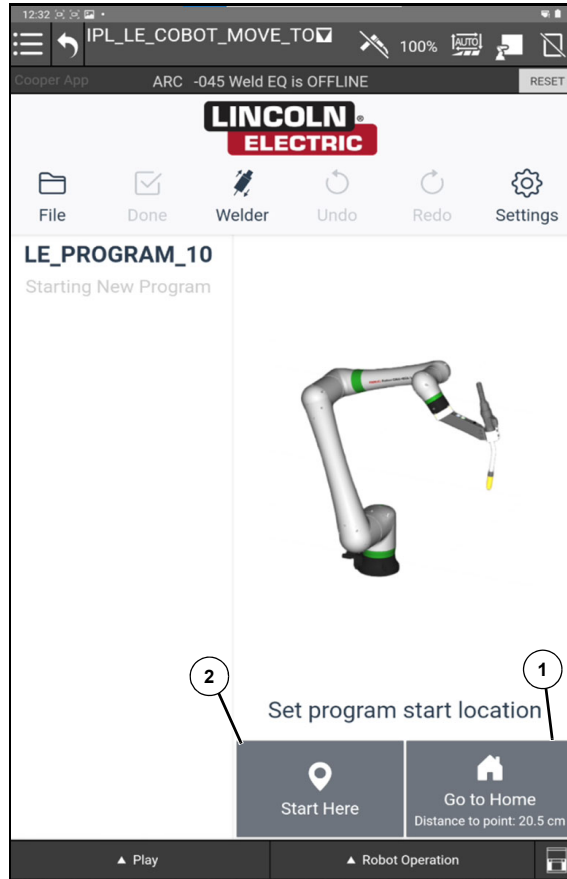 12:32
IPL_LE_COBOT_MOVE_TO
100%
AUTO
Cooper App
ARC -045 Weld EQ is OFFLINE
RESET
LINCOLN ®
ELECTRIC
File
Done
Welder
Undo
Redo
Settings
LE_PROGRAM_10
Starting New Program
2
1
Set program start location
Start Here
Go to Home
Distance to point: 20.5 cm
▲ Play
▲ Robot Operation